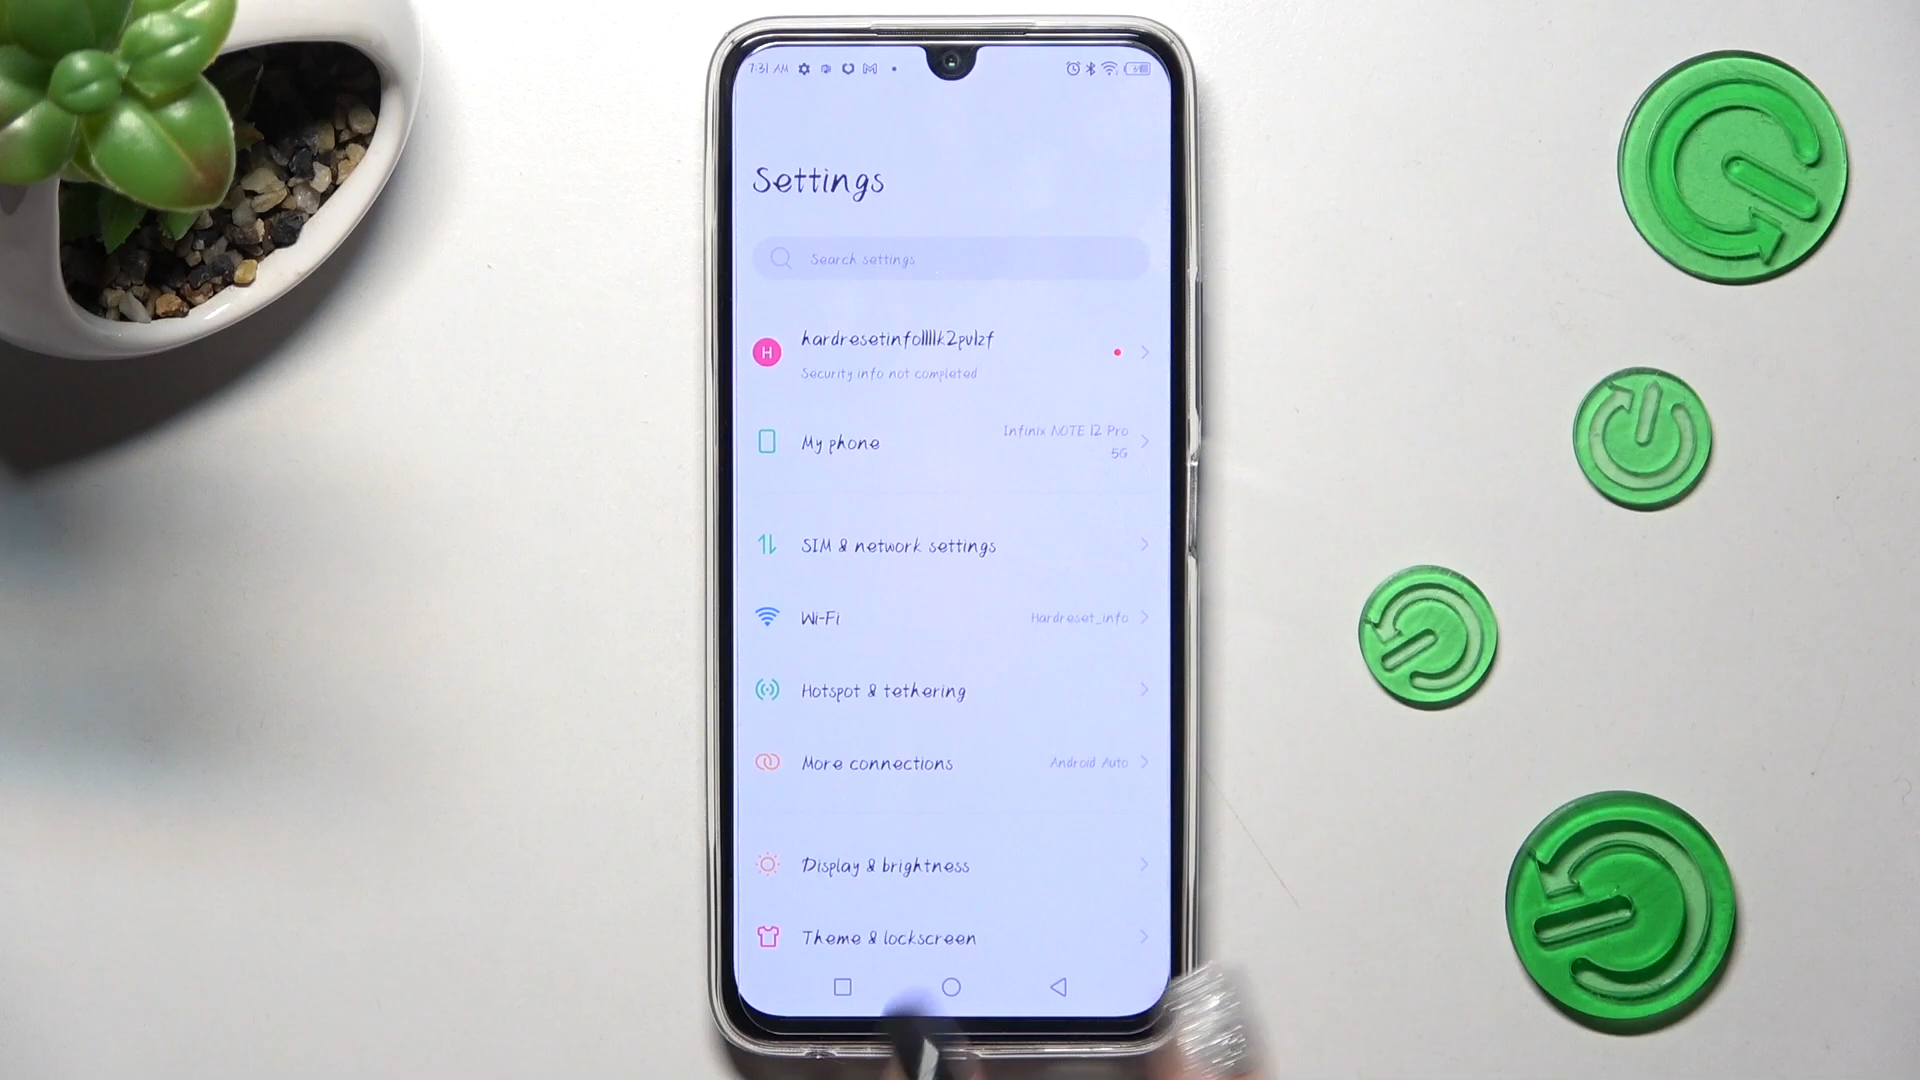 7:31 AM
Settings
Search settings
H
Security info not completed
My phone
Infinix NOTE 12 Pro
5G
SIM & network settings
Wi-Fi
Hardreset_info
Hotspot & tethering
More connections
Android Auto
Display & brightness
Theme & lockscreen